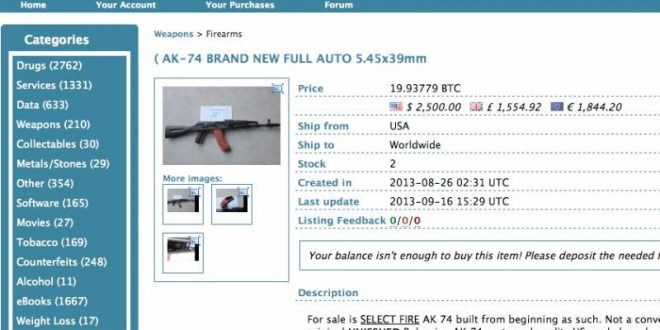 Home
Your Account
Your Purchases
Forum
Categories
Drugs (2762)
Services (1331)
Data (633)
Weapons (210)
Collectables (30)
Metals/Stones (29)
Other (354)
Software (165)
Movies (27)
Tobacco (169)
Counterfeits (248)
Alcohol (11)
eBooks (1667)
Weight Loss (17)
Weapons > Firearms
( AK-74 BRAND NEW FULL AUTO 5.45x39mm
More images:
Price 19.93779 BTC
$ 2,500.00 £ 1,554.92 € 1,844.20
Ship from USA
Ship to Worldwide
Stock 2
Created in 2013-08-26 02:31 UTC
Last update 2013-09-16 15:29 UTC
Listing Feedback 0/0/0
Your balance isn't enough to buy this item! Please deposit the needed
Description
For sale is SELECT FIRE AK 74 built from beginning as such. Not a conve